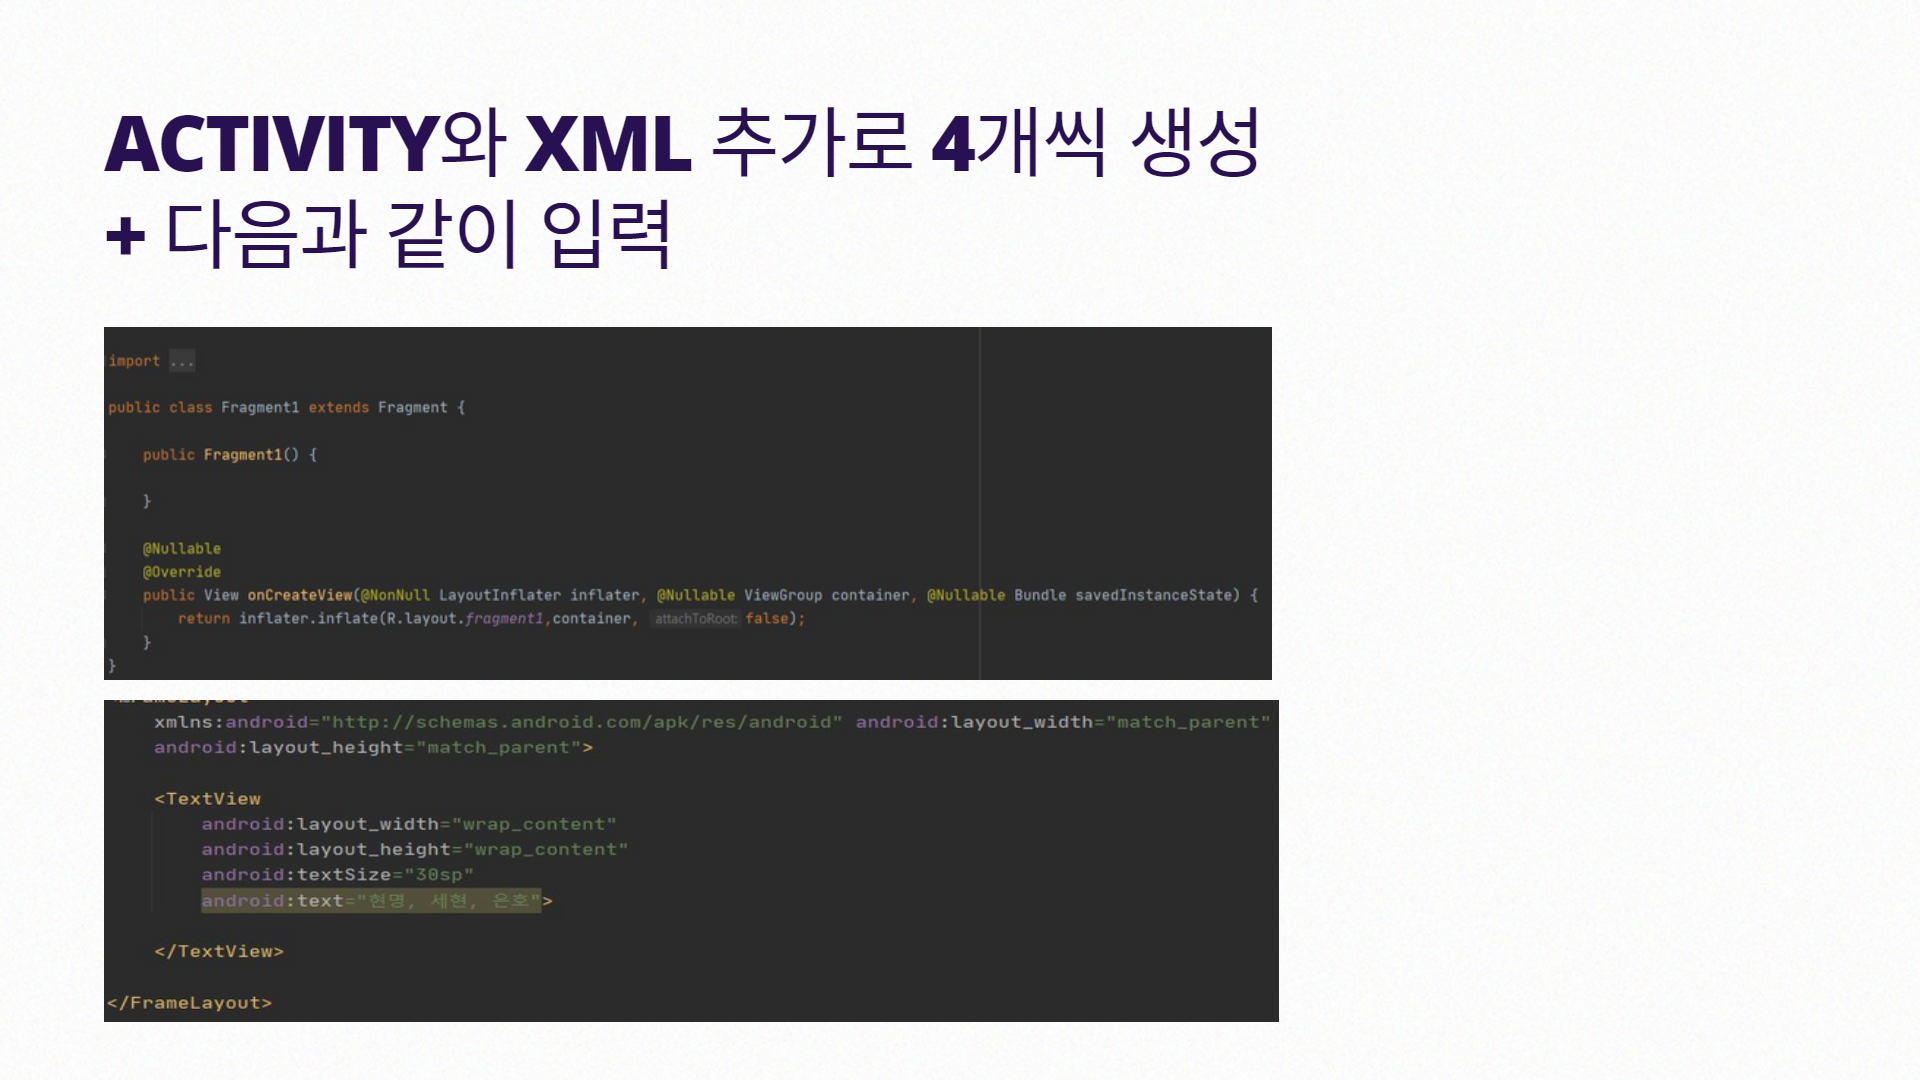 ACTIVITY와 XML 추가로 4개씩 생성
+ 다음과 같이 입력
import ...
public class Fragment1 extends Fragment {
public Fragment1() {
}
@Nullable
@Override
public View onCreateView(@NonNull LayoutInflater inflater, @Nullable ViewGroup container, @Nullable Bundle savedInstanceState) {
return inflater.inflate(R.layout.fragment1,container, attachToRoot: false);
}
}
xmlns:android="http://schemas.android.com/apk/res/android" android:layout_width="match_parent"
android:layout_height="match_parent">
<TextView
android:layout_width="wrap_content"
android:layout_height="wrap_content"
android:textSize="30sp"
android:text="현명, 세현, 은호">
</TextView>
</FrameLayout>